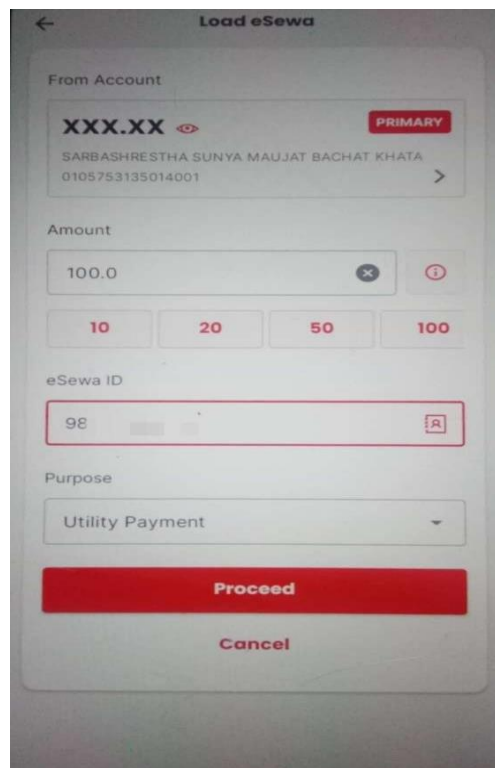 Load eSewa
From Account
XXX.XX
PRIMARY
SARBASHRESTHA SUNYA MAUJAT BACHAT KHATA
0105753135014001
Amount
100.0
10 20 50 100
eSewa ID
98
Purpose
Utility Payment
Proceed
Cancel